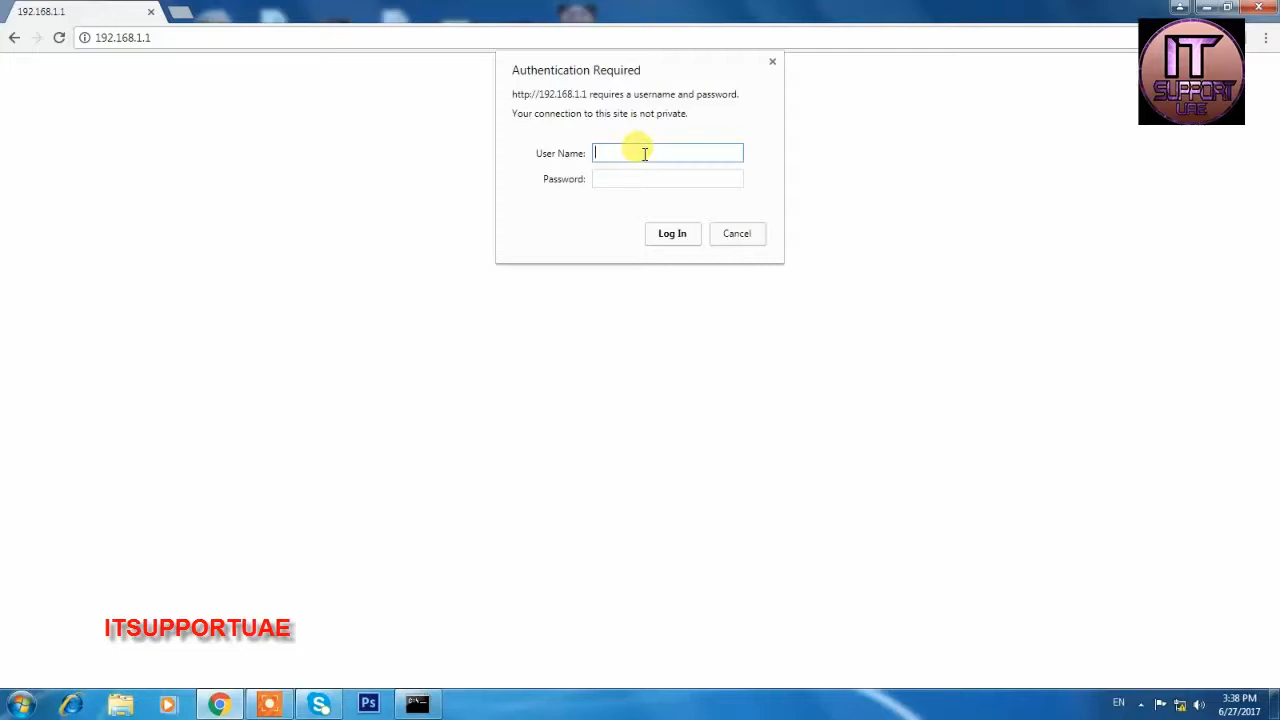 192.168.1.1
192.168.1.1
IT
SUPPORT
UAE
Authentication Required
http://192.168.1.1 requires a username and password.
Your connection to this site is not private.
User Name:
Password:
Log In
Cancel
ITSUPPORTUAE
Ps
EN
3:38 PM
6/27/2017